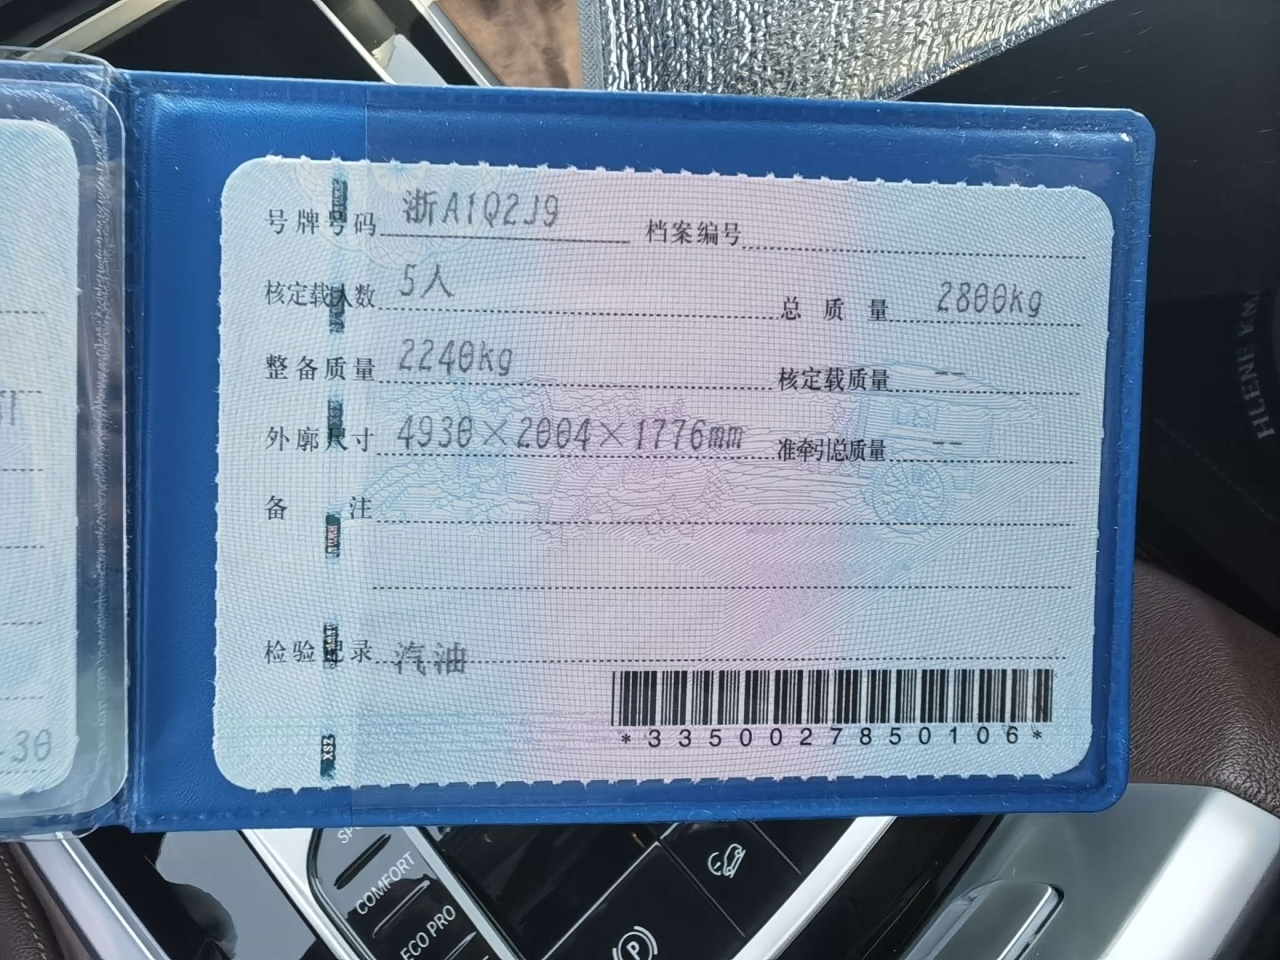 号牌号码 浙A1Q2J9 档案编号
核定载人数 5人 总质量 2800kg
整备质量 2240kg 核定载质量 --
外廓尺寸 4930×2004×1776mm 准牵引总质量 --
备注
检验记录 汽油
*3350027850106*
-30
XSZ
COMFORT
ECO PRO
P